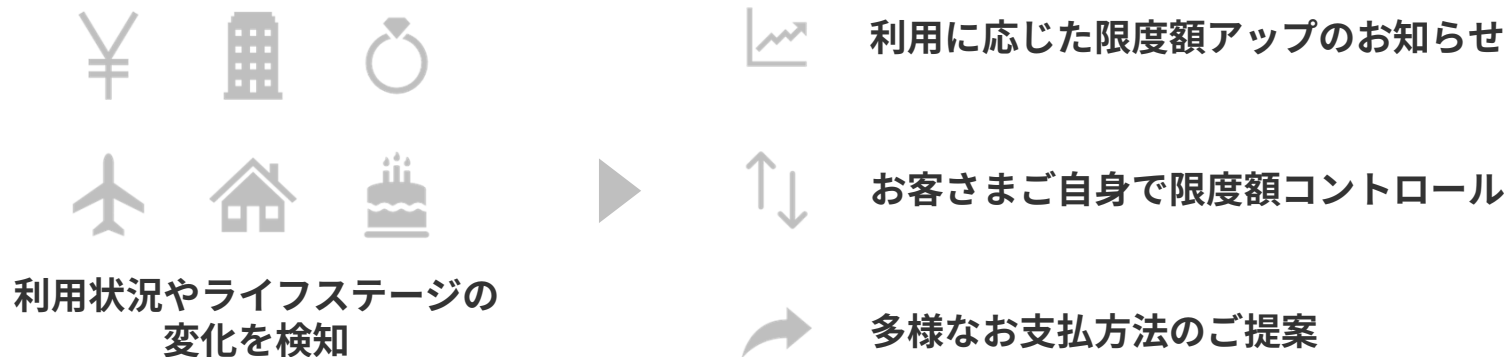 利用状況やライフステージの
変化を検知
利用に応じた限度額アップのお知らせ
お客さまご自身で限度額コントロール
多様なお支払方法のご提案